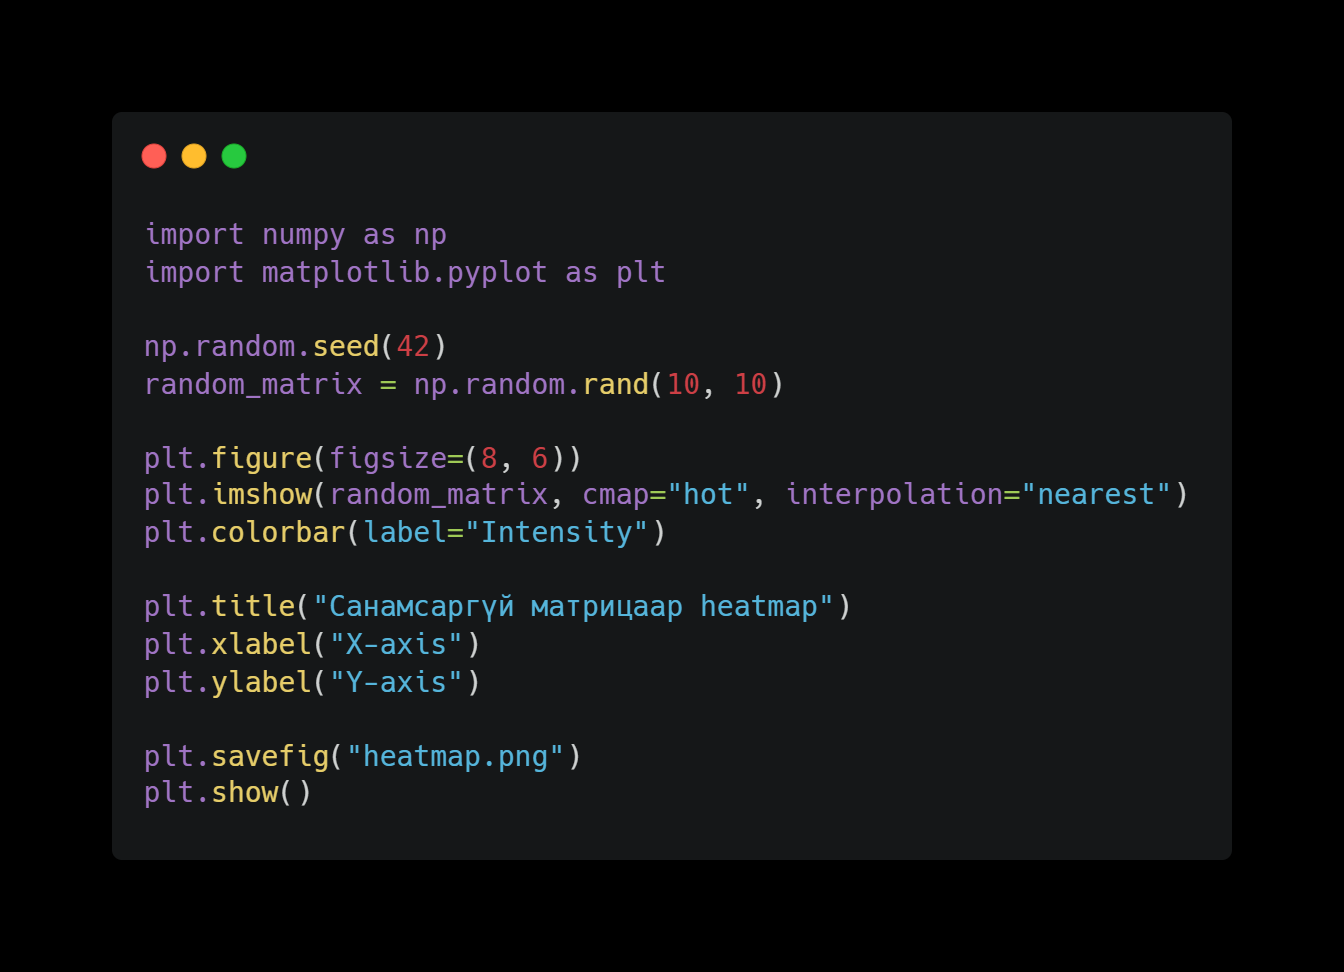 import numpy as np
import matplotlib.pyplot as plt
np.random.seed(42)
random_matrix = np.random.rand(10, 10)
plt.figure(figsize=(8, 6))
plt.imshow(random_matrix, cmap="hot", interpolation="nearest")
plt.colorbar(label="Intensity")
plt.title("Санамсаргүй матрицаар heatmap")
plt.xlabel("X-axis")
plt.ylabel("Y-axis")
plt.savefig("heatmap.png")
plt.show()